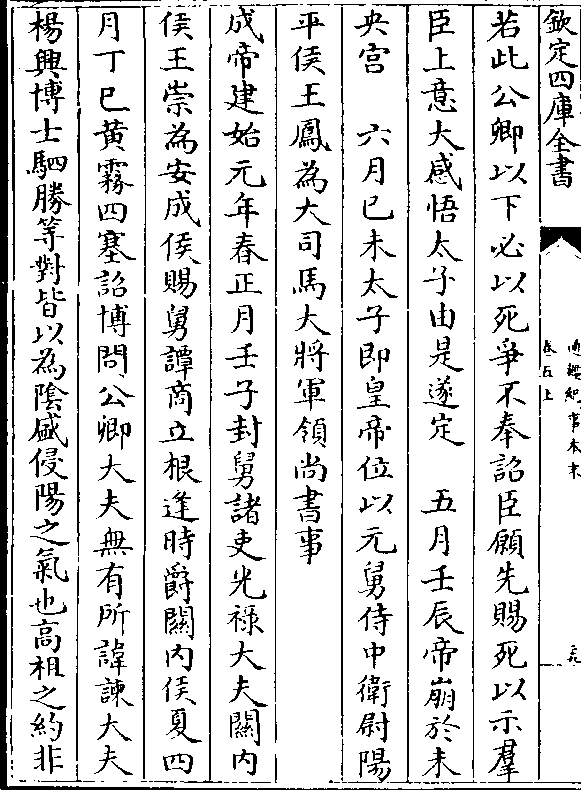 欽定四庫全書
通鑑紀事本末
卷五上
若此公卿以下必以死爭不奉詔臣願先賜死以示羣
臣上意大感悟太子由是遂定　五月壬辰帝崩於未
央宮　六月已未太子即皇帝位以元舅侍中衛尉陽
平侯王鳳為大司馬大將軍領尚書事
成帝建始元年春正月壬子封舅諸吏光祿大夫關內
侯王崇為安成侯賜舅譚商立根逢時爵關內侯夏四
月丁巳黃霧四塞詔博問公卿大夫無有所諱諫大夫
楊興博士駟勝等對皆以為陰盛侵陽之氣也高祖之約非